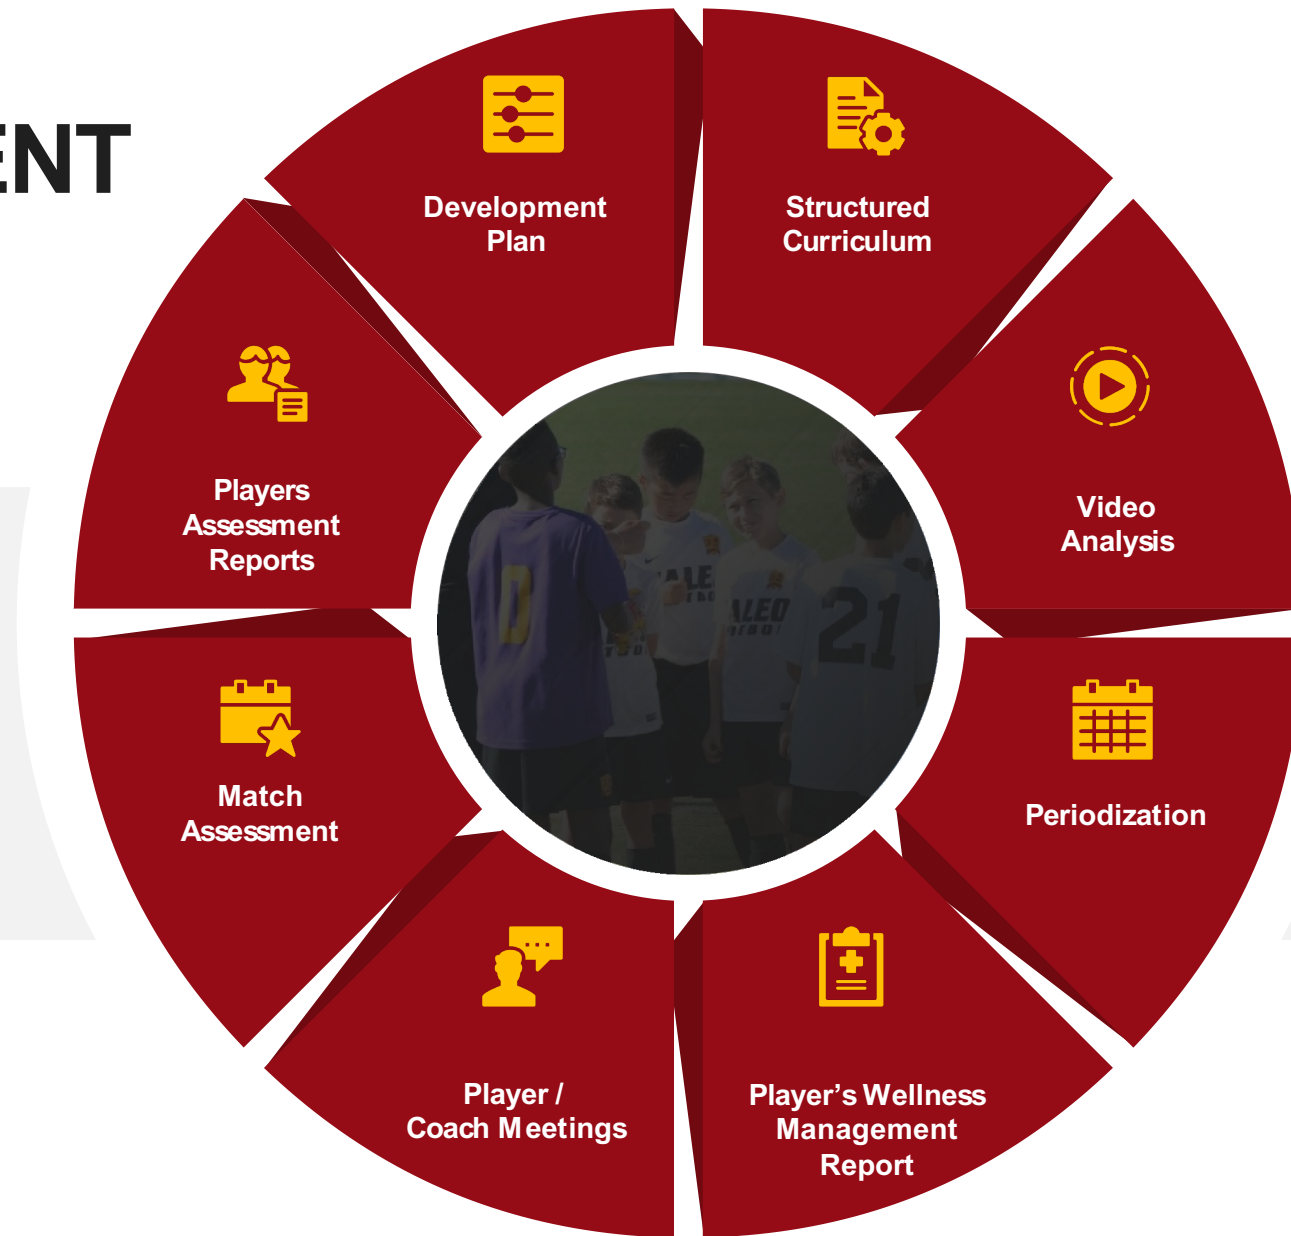 ENT
Development
Plan
Structured
Curriculum
Players
Assessment
Reports
Video
Analysis
Match
Assessment
Periodization
Player /
Coach Meetings
Player’s Wellness
Management
Report
D
21